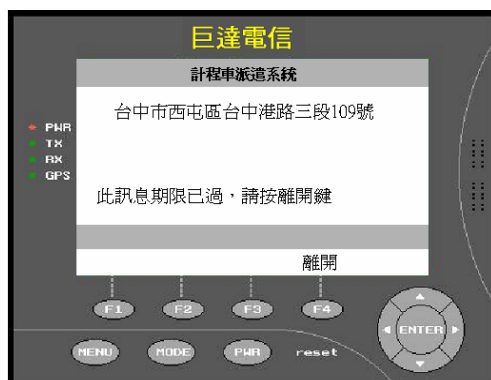 巨達電信
計程車派遣系統
台中市西屯區台中港路三段109號
PWR
TX
RX
GPS
此訊息期限已過，請按離開鍵
離開
F1 F2 F3 F4
ENTER
MENU MODE PWR reset